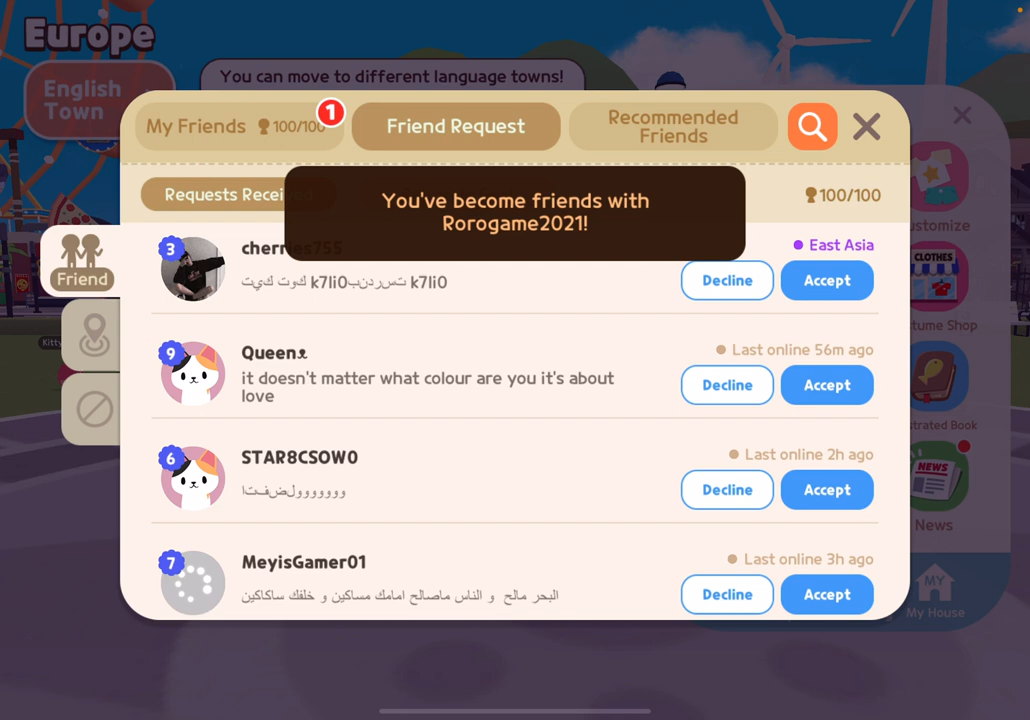 Europe
English
Town
You can move to different language towns!
My Friends 100/100
1
Friend Request
Recommended
Friends
Requests Recei
100/100
You've become friends with
Rorogame2021!
3
cherries755
East Asia
Decline
Accept
9
Queenጿ
Last online 56m ago
it doesn't matter what colour are you it's about
love
Decline
Accept
6
STAR8CSOW0
Last online 2h ago
Decline
Accept
7
MeyisGamer01
Last online 3h ago
البحر مالح و الناس ماصالح امامك مساكين و خلفك ساكاكين
Decline
Accept
Friend
Kitty
ustomize
CLOTHES
tume Shop
strated Book
NEWS
News
MY
My House